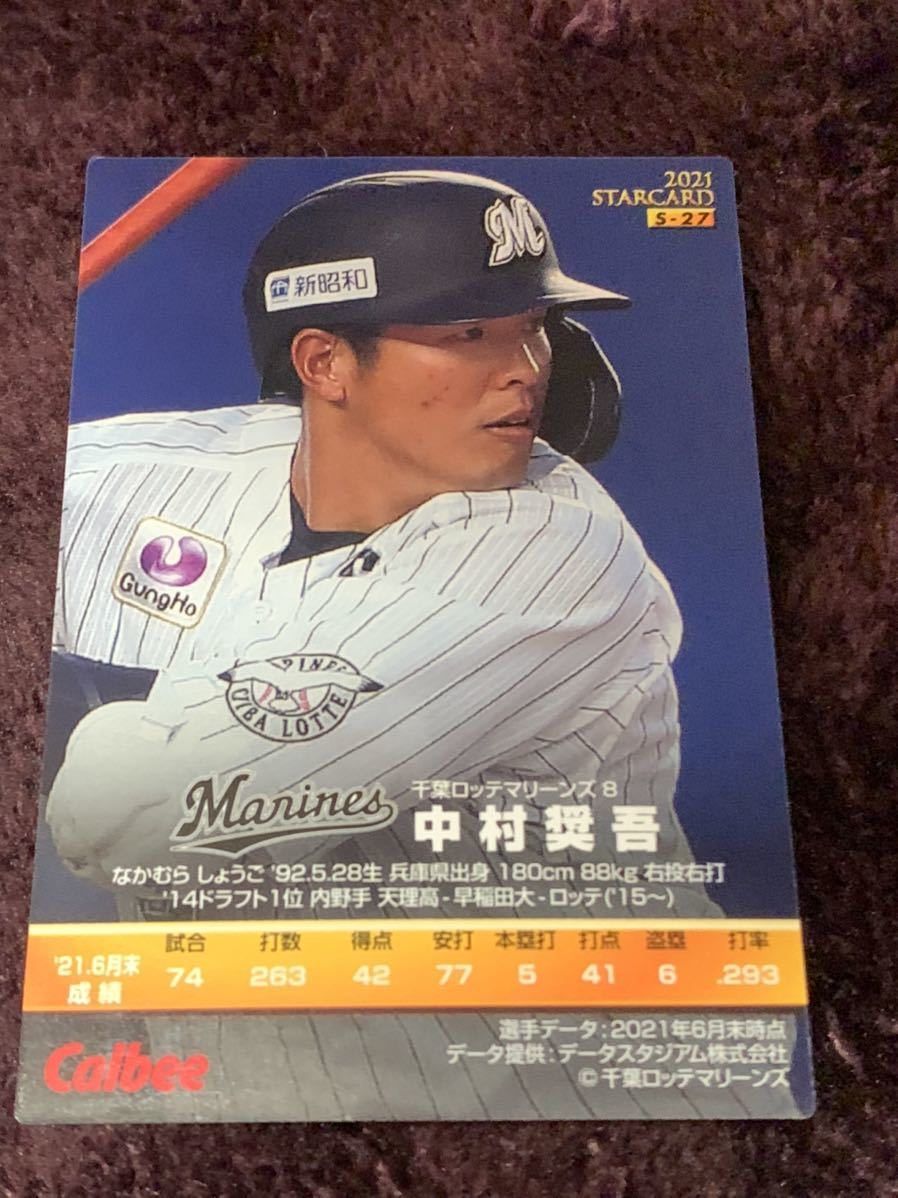 2021
STARCARD
S-27
M
新昭和
GungHo
LOTTE
Marines
千葉ロッテマリーンズ 8
中村奨吾
なかむら しょうご '92.5.28生 兵庫県出身 180cm 88kg 右投右打
'14ドラフト1位 内野手 天理高-早稲田大-ロッテ('15～)
試合 打数 得点 安打 本塁打 打点 盗塁 打率
'21.6月末 成績 74 263 42 77 5 41 6 .293
選手データ：2021年6月末時点
データ提供：データスタジアム株式会社
©千葉ロッテマリーンズ
Calbee